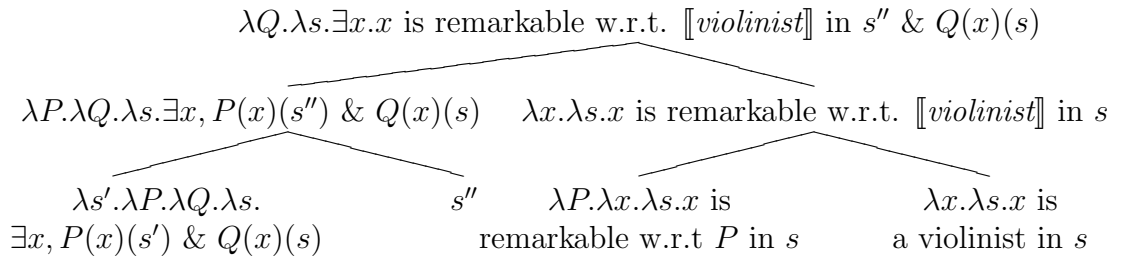 λQ.λs.∃x.x is remarkable w.r.t. ⟦violinist⟧ in s′′ & Q(x)(s)
λP.λQ.λs.∃x, P(x)(s′′) & Q(x)(s) λx.λs.x is remarkable w.r.t. ⟦violinist⟧ in s
λs′.λP.λQ.λs. s′′ λP.λx.λs.x is λx.λs.x is
∃x, P(x)(s′) & Q(x)(s) remarkable w.r.t P in s a violinist in s